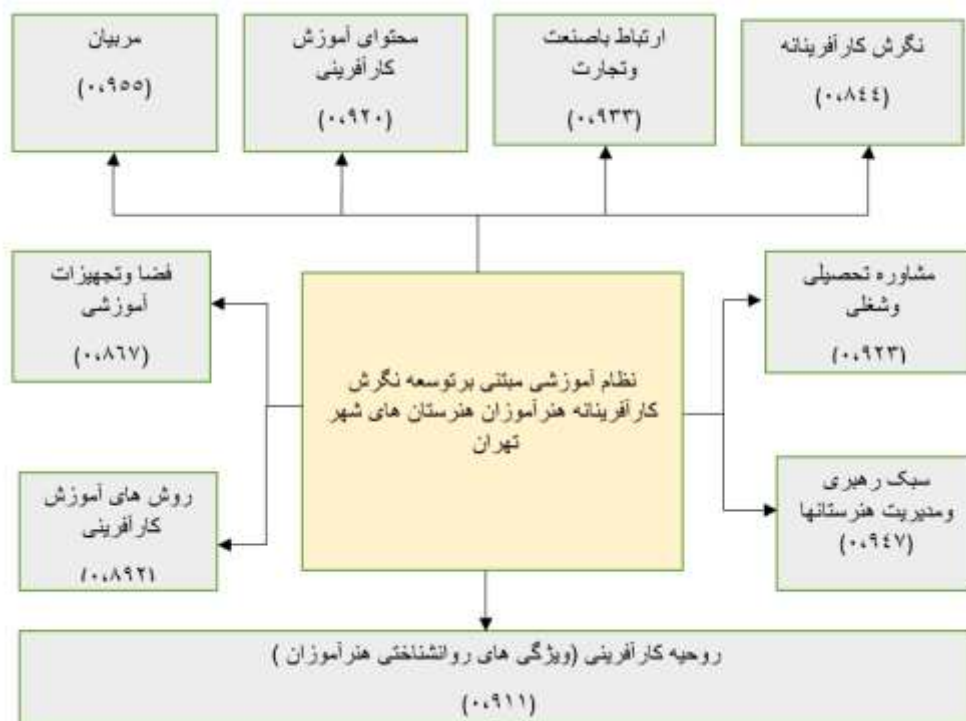 نگرش کارآفرینانه
(۰،۸٤٤)
ارتباط باصنعت
وتجارت
(۰،۹۳۳)
محتوای آموزش
کارآفرینی
(۰،۹۲۰)
مربیان
(۰،۹۵۵)
مشاوره تحصیلی
وشغلی
(۰،۹۲۳)
فضا وتجهیزات
آموزشی
(۰،۸٦۷)
نظام آموزشی مبتنی برتوسعه نگرش
کارآفرینانه هنرآموزان هنرستان های شهر
تهران
سبک رهبری
ومدیریت هنرستانها
(۰،۹٤۷)
روش های آموزش
کارآفرینی
(۰،۸۹۲)
روحیه کارآفرینی (ویژگی های روانشناختی هنرآموزان )
(۰،۹۱۱)